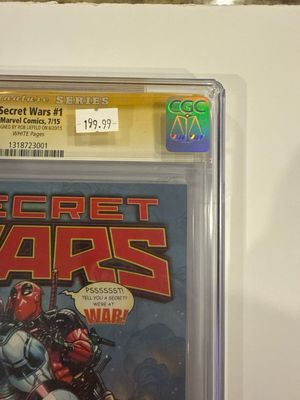 SERIES
Secret Wars #1
Marvel Comics, 7/15
SIGNED BY ROB LIEFELD ON 6/20/15
WHITE Pages
1318723001
199.99
CGC
SECRET
WARS
PSSSSSST!
TELL YOU A SECRET?
WE'RE AT
WAR!